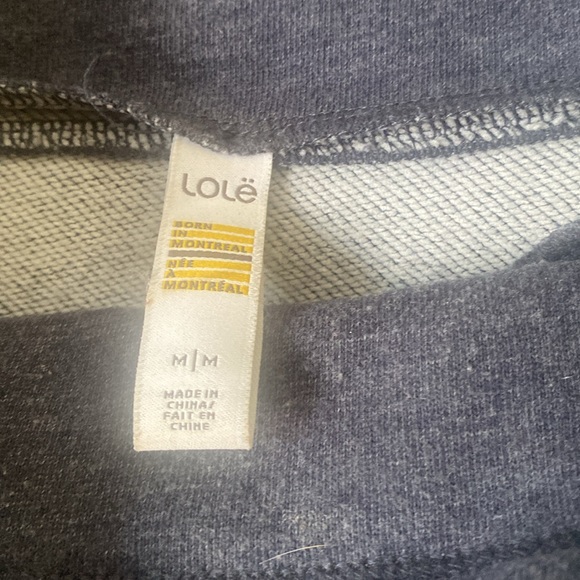 LOLë
BORN
IN
MONTREAL
NÉE
À
MONTRÉAL
M|M
MADE IN
CHINA/
FAIT EN
CHINE